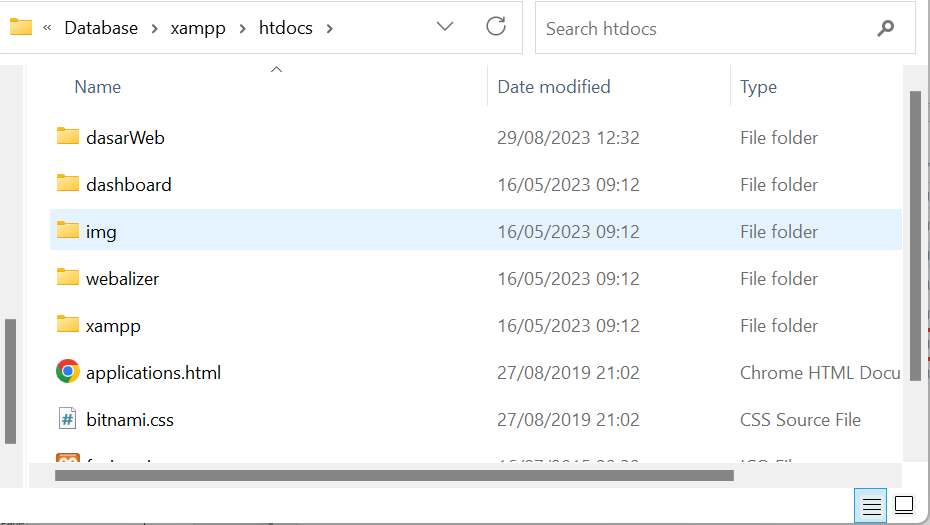 « Database > xampp > htdocs >
Search htdocs
Name Date modified Type
dasarWeb 29/08/2023 12:32 File folder
dashboard 16/05/2023 09:12 File folder
img 16/05/2023 09:12 File folder
webalizer 16/05/2023 09:12 File folder
xampp 16/05/2023 09:12 File folder
applications.html 27/08/2019 21:02 Chrome HTML Docu
# bitnami.css 27/08/2019 21:02 CSS Source File